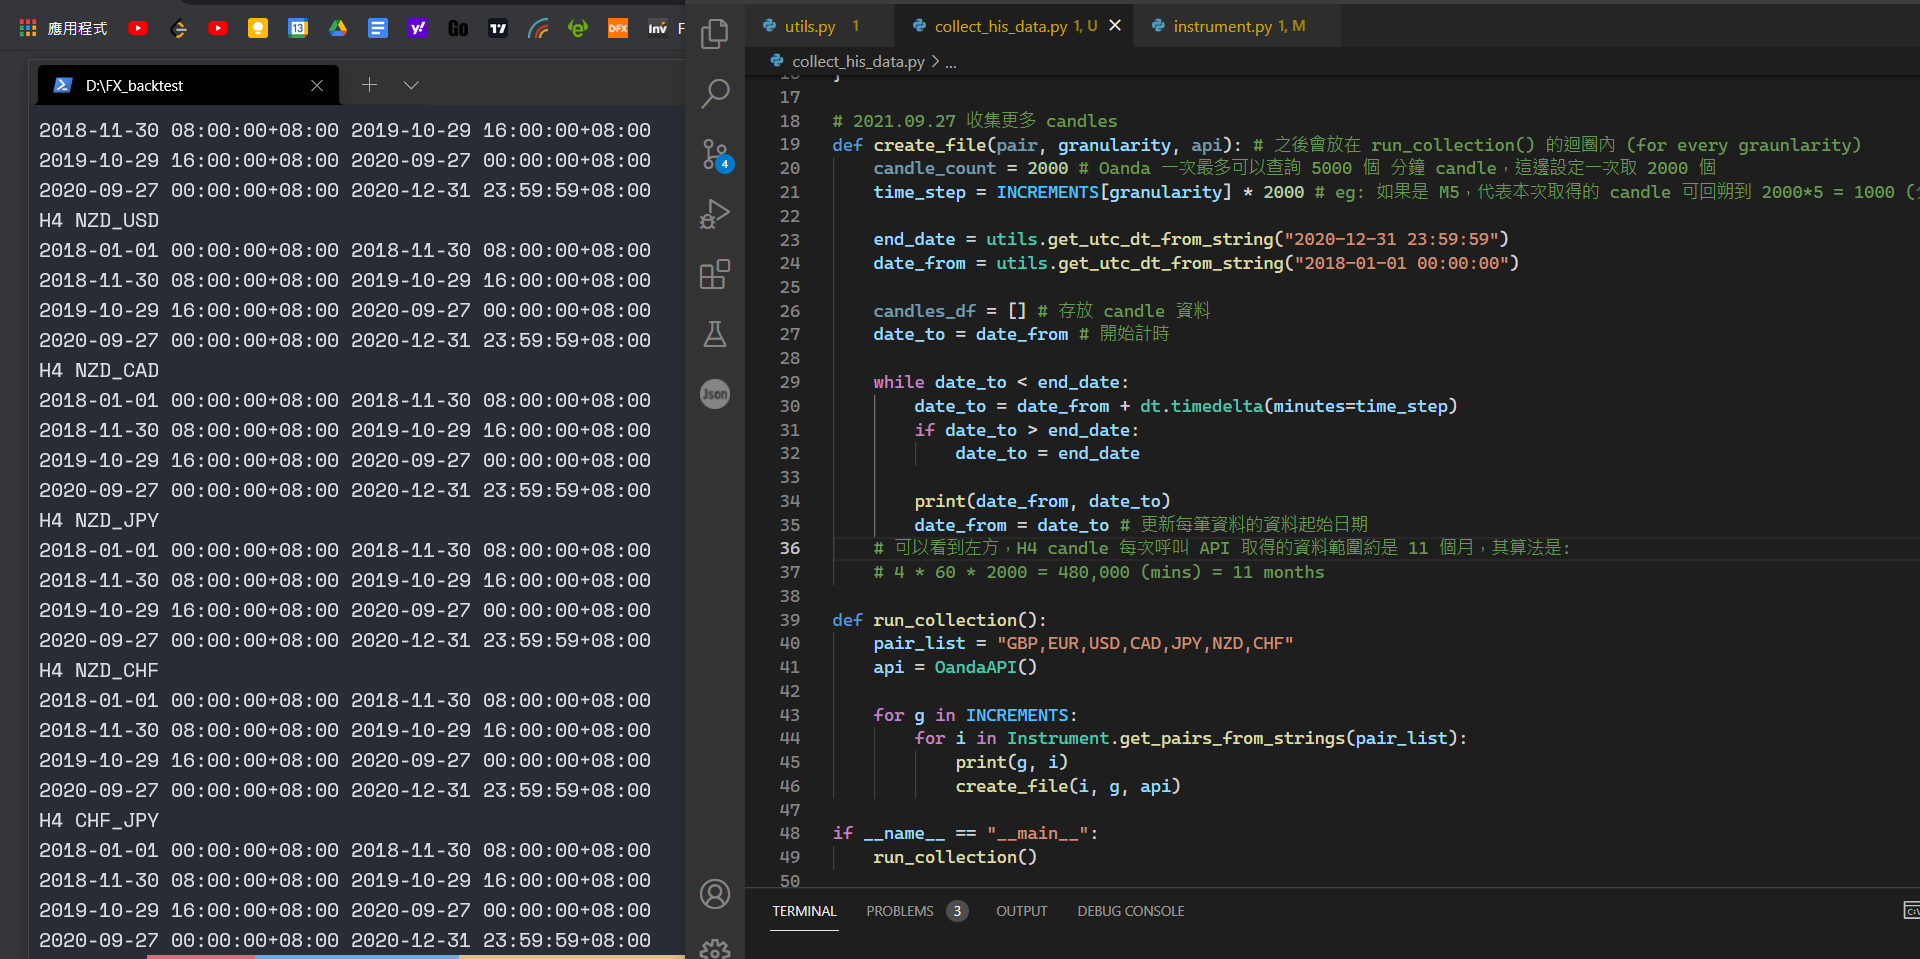 應用程式
13
Go
DFX
Inv
F
D:\FX_backtest
2018-11-30 08:00:00+08:00 2019-10-29 16:00:00+08:00
2019-10-29 16:00:00+08:00 2020-09-27 00:00:00+08:00
2020-09-27 00:00:00+08:00 2020-12-31 23:59:59+08:00
H4 NZD_USD
2018-01-01 00:00:00+08:00 2018-11-30 08:00:00+08:00
2018-11-30 08:00:00+08:00 2019-10-29 16:00:00+08:00
2019-10-29 16:00:00+08:00 2020-09-27 00:00:00+08:00
2020-09-27 00:00:00+08:00 2020-12-31 23:59:59+08:00
H4 NZD_CAD
2018-01-01 00:00:00+08:00 2018-11-30 08:00:00+08:00
2018-11-30 08:00:00+08:00 2019-10-29 16:00:00+08:00
2019-10-29 16:00:00+08:00 2020-09-27 00:00:00+08:00
2020-09-27 00:00:00+08:00 2020-12-31 23:59:59+08:00
H4 NZD_JPY
2018-01-01 00:00:00+08:00 2018-11-30 08:00:00+08:00
2018-11-30 08:00:00+08:00 2019-10-29 16:00:00+08:00
2019-10-29 16:00:00+08:00 2020-09-27 00:00:00+08:00
2020-09-27 00:00:00+08:00 2020-12-31 23:59:59+08:00
H4 NZD_CHF
2018-01-01 00:00:00+08:00 2018-11-30 08:00:00+08:00
2018-11-30 08:00:00+08:00 2019-10-29 16:00:00+08:00
2019-10-29 16:00:00+08:00 2020-09-27 00:00:00+08:00
2020-09-27 00:00:00+08:00 2020-12-31 23:59:59+08:00
H4 CHF_JPY
2018-01-01 00:00:00+08:00 2018-11-30 08:00:00+08:00
2018-11-30 08:00:00+08:00 2019-10-29 16:00:00+08:00
2019-10-29 16:00:00+08:00 2020-09-27 00:00:00+08:00
2020-09-27 00:00:00+08:00 2020-12-31 23:59:59+08:00
4
Json
utils.py 1
collect_his_data.py 1, U
instrument.py 1, M
collect_his_data.py > ...
17
18 # 2021.09.27 收集更多 candles
19 def create_file(pair, granularity, api): # 之後會放在 run_collection() 的迴圈內 (for every graunlarity)
20 candle_count = 2000 # Oanda 一次最多可以查詢 5000 個 分鐘 candle，這邊設定一次取 2000 個
21 time_step = INCREMENTS[granularity] * 2000 # eg: 如果是 M5，代表本次取得的 candle 可回朔到 2000*5 = 1000 (
22
23 end_date = utils.get_utc_dt_from_string("2020-12-31 23:59:59")
24 date_from = utils.get_utc_dt_from_string("2018-01-01 00:00:00")
25
26 candles_df = [] # 存放 candle 資料
27 date_to = date_from # 開始計時
28
29 while date_to < end_date:
30 date_to = date_from + dt.timedelta(minutes=time_step)
31 if date_to > end_date:
32 date_to = end_date
33
34 print(date_from, date_to)
35 date_from = date_to # 更新每筆資料的資料起始日期
36 # 可以看到左方，H4 candle 每次呼叫 API 取得的資料範圍約是 11 個月，其算法是:
37 # 4 * 60 * 2000 = 480,000 (mins) = 11 months
38
39 def run_collection():
40 pair_list = "GBP,EUR,USD,CAD,JPY,NZD,CHF"
41 api = OandaAPI()
42
43 for g in INCREMENTS:
44 for i in Instrument.get_pairs_from_strings(pair_list):
45 print(g, i)
46 create_file(i, g, api)
47
48 if __name__ == "__main__":
49 run_collection()
50
TERMINAL PROBLEMS 3 OUTPUT DEBUG CONSOLE